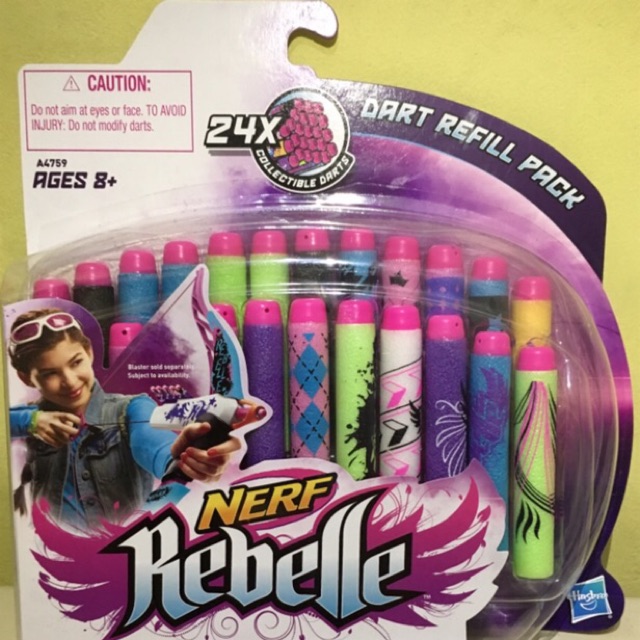 ⚠ CAUTION:
Do not aim at eyes or face. TO AVOID
INJURY: Do not modify darts.
A4759
AGES 8+
24X
COLLECTIBLE DARTS
DART REFILL PACK
Blaster sold separately.
Subject to availability.
NERF
Rebelle
TM
Hasbro